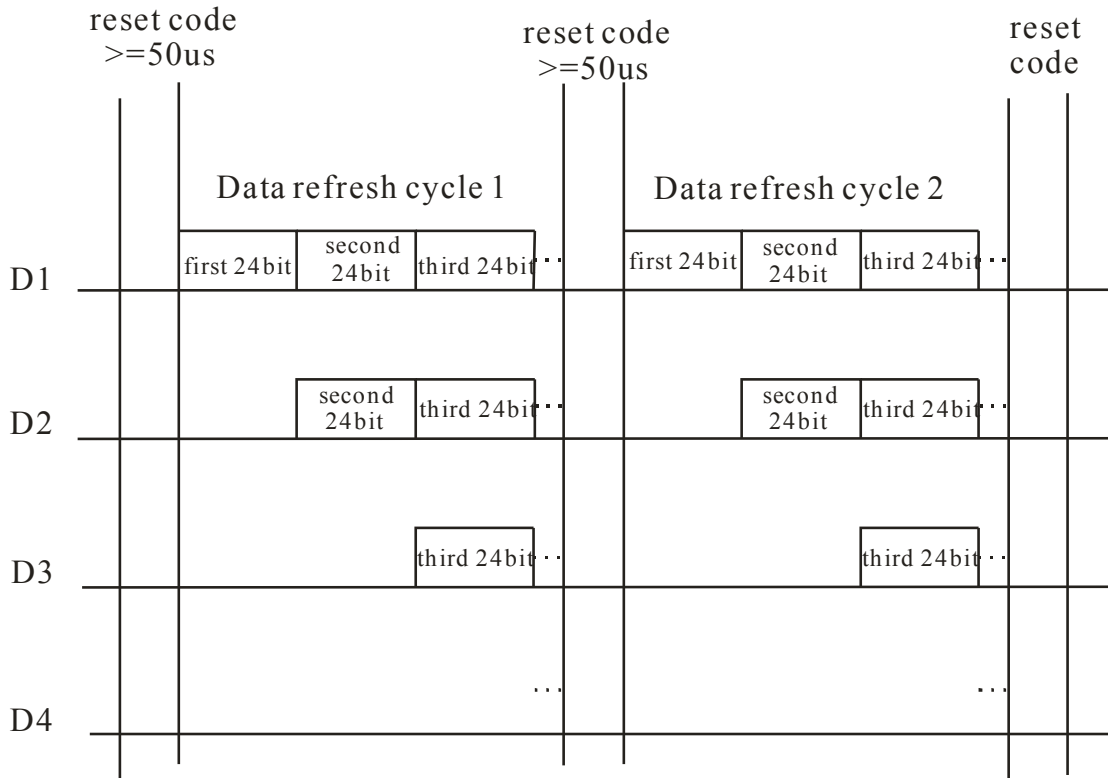 reset code
>=50us
reset code
>=50us
reset
code
Data refresh cycle 1
Data refresh cycle 2
D1
first 24bit
second
24bit
third 24bit
...
first 24bit
second
24bit
third 24bit
...
D2
second
24bit
third 24bit
...
second
24bit
third 24bit
...
D3
third 24bit
...
third 24bit
...
...
...
D4